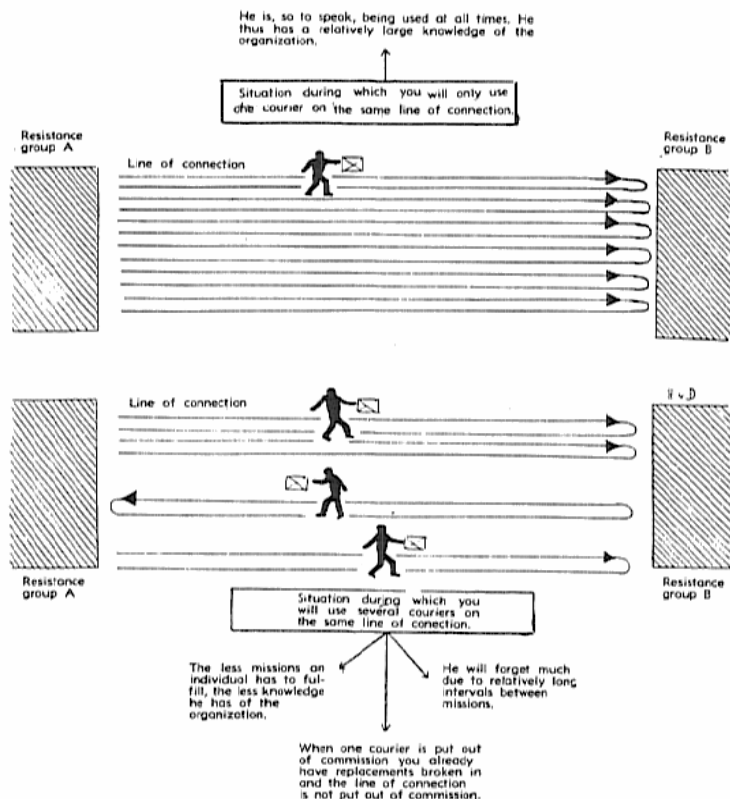 He is, so to speak, being used at all times. He
thus has a relatively large knowledge of the
organization.
Situation during which you will only use
one courier on the same line of connection.
Resistance
group A
Resistance
group B
Line of connection
Line of connection
Resistance
group A
Resistance
group B
Situation during which you
will use several couriers on
the same line of conection.
The less missions an
individual has to ful-
fill, the less knowledge
he has of the
organization.
He will forget much
due to relatively long
intervals between
missions.
When one courier is put out
of commission you already
have replacements broken in
and the line of connection
is not put out of commission.